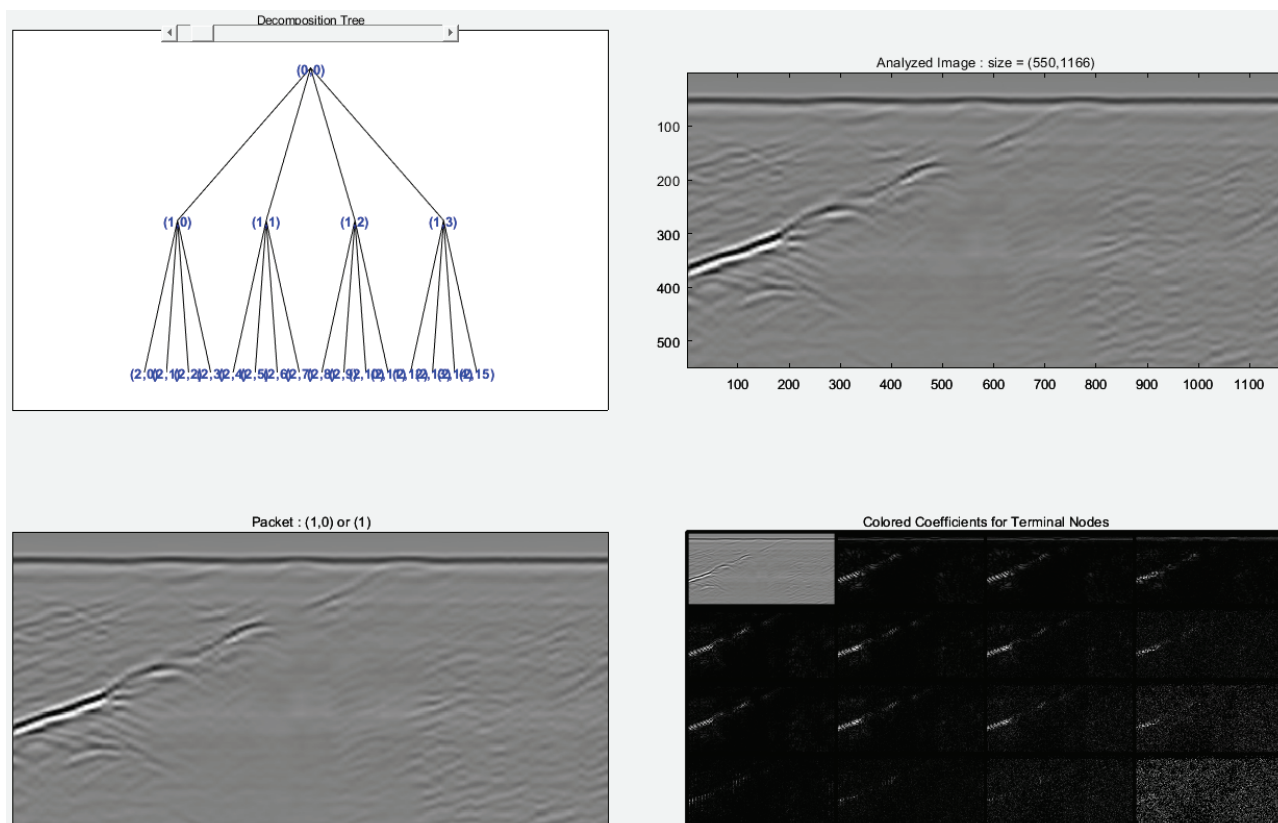 Decomposition Tree
(0,0)
(1,0) (1,1) (1,2) (1,3)
Analyzed Image : size = (550,1166)
100
200
300
400
500
100 200 300 400 500 600 700 800 900 1000 1100
Packet : (1,0) or (1)
Colored Coefficients for Terminal Nodes